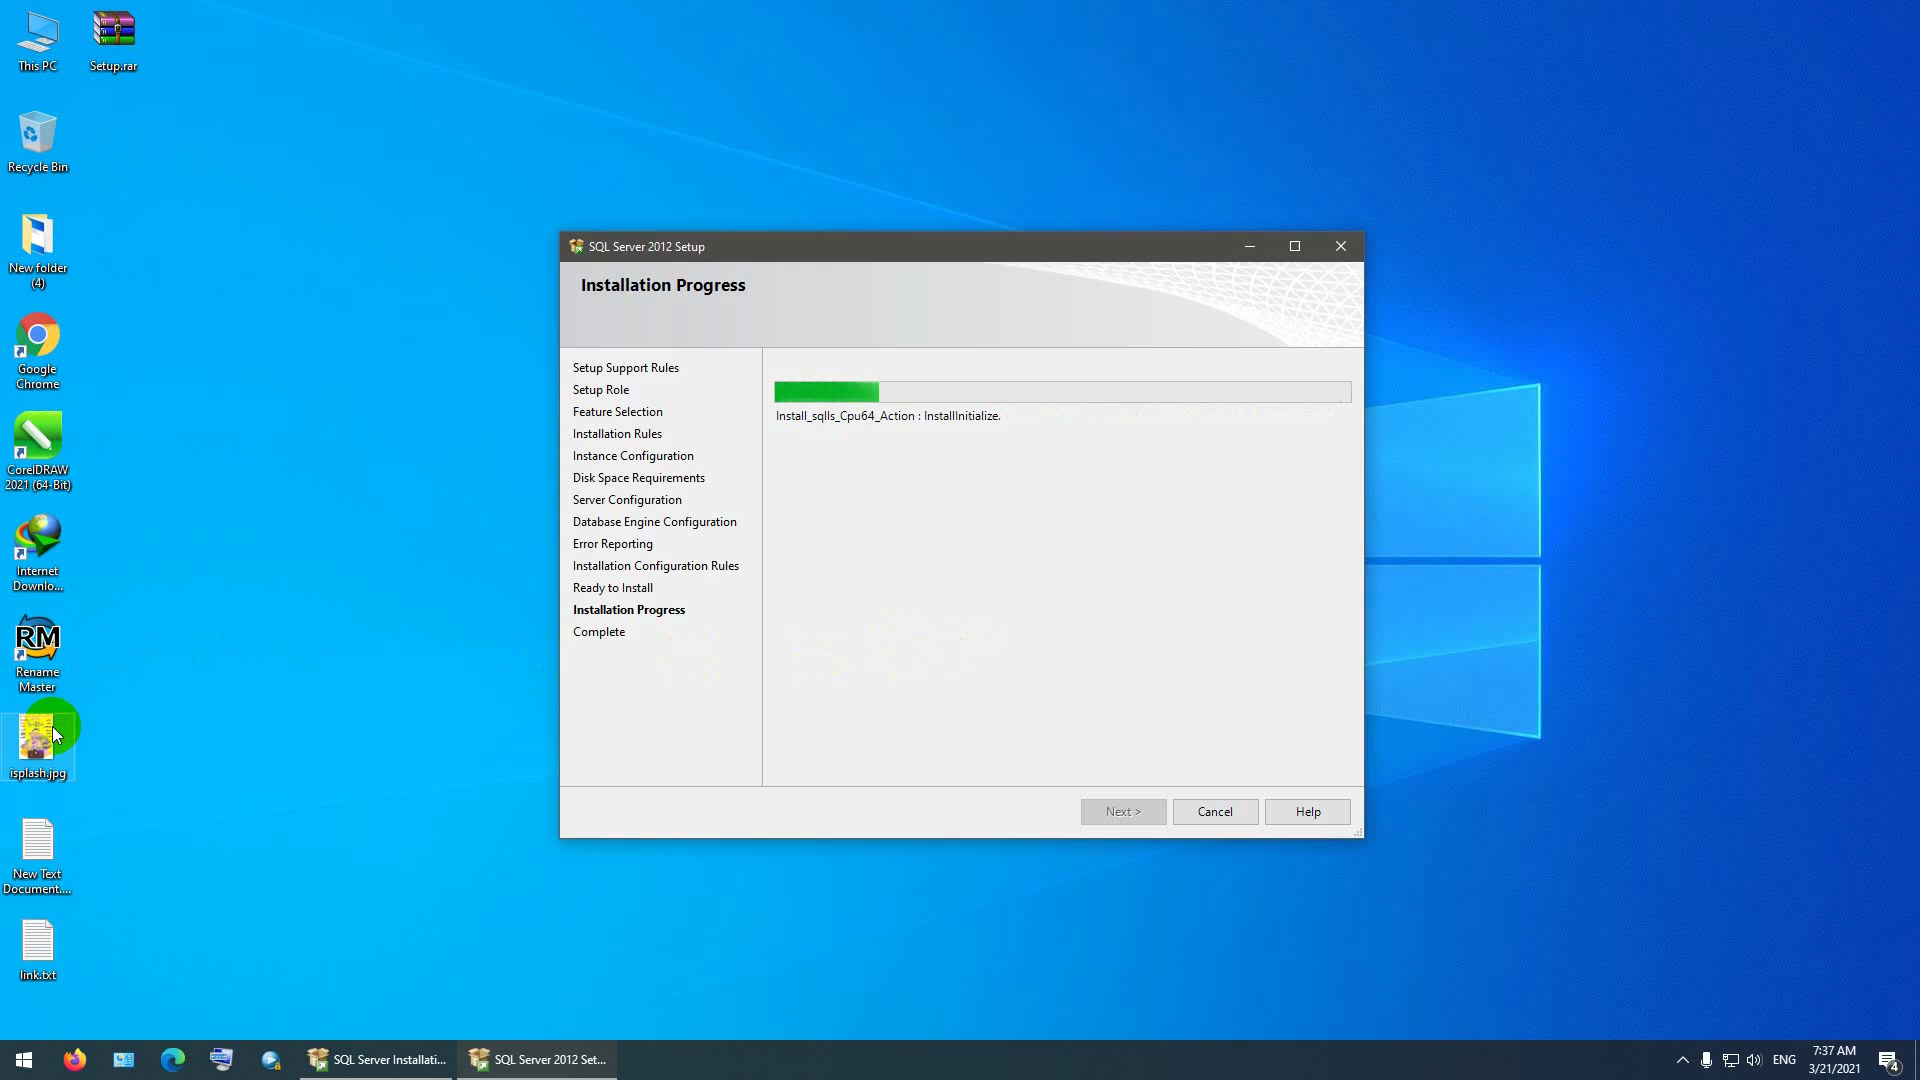 This PC
Setup.rar
Recycle Bin
New folder
(4)
Google
Chrome
CorelDRAW
2021 (64-Bit)
Internet
Downlo...
RM
Rename
Master
isplash.jpg
New Text
Document....
link.txt
SQL Server 2012 Setup
Installation Progress
Setup Support Rules
Setup Role
Feature Selection
Installation Rules
Instance Configuration
Disk Space Requirements
Server Configuration
Database Engine Configuration
Error Reporting
Installation Configuration Rules
Ready to Install
Installation Progress
Complete
Install_sqlls_Cpu64_Action : InstallInitialize.
Next >
Cancel
Help
SQL Server Installati...
SQL Server 2012 Set...
ENG
7:37 AM
3/21/2021
4